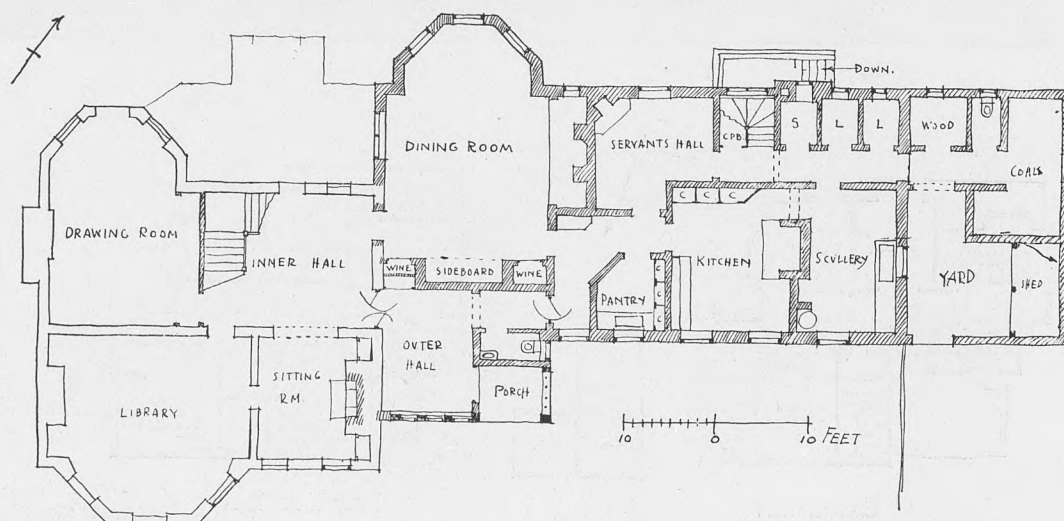 DOWN.
DINING ROOM
SERVANTS HALL
CPD.
S
L
L
WOOD
COALS
DRAWING ROOM
INNER HALL
WINE
SIDEBOARD
WINE
C
C
C
KITCHEN
SCULLERY
YARD
SHED
PANTRY
C
C
C
OUTER
HALL
PORCH
SITTING
RM.
LIBRARY
10 0 10 FEET